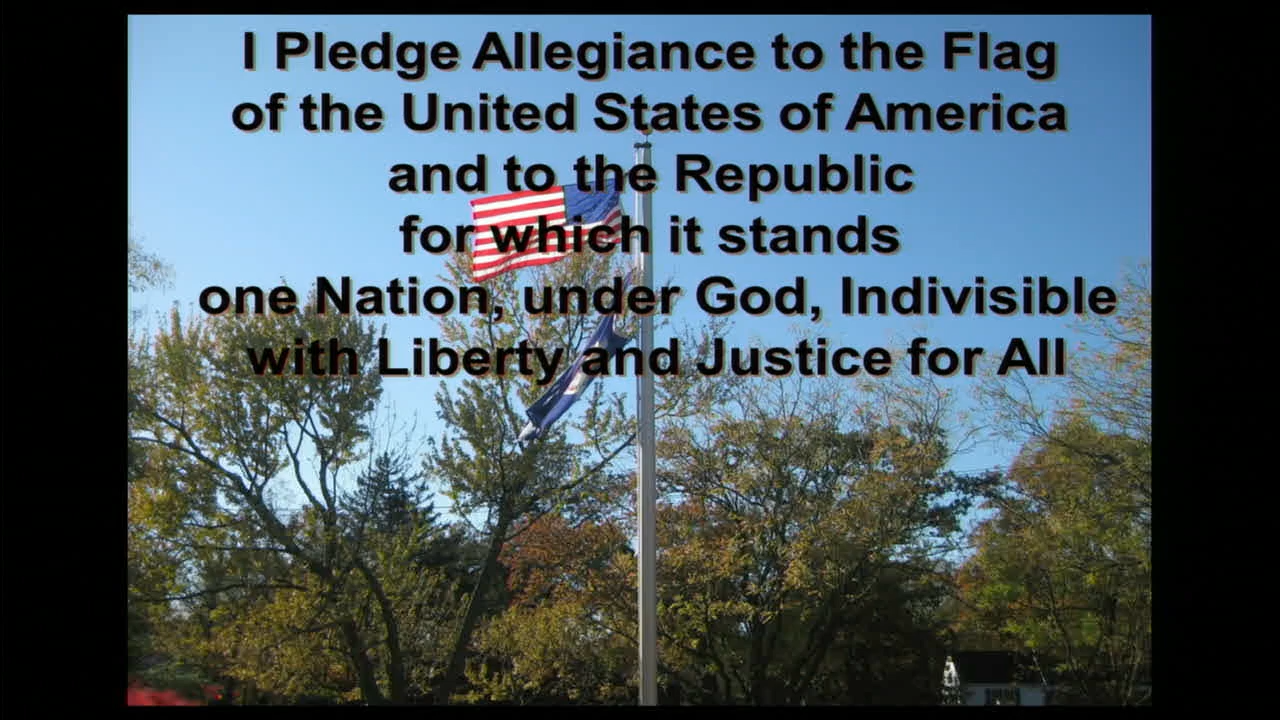 I Pledge Allegiance to the Flag
of the United States of America
and to the Republic
for which it stands
one Nation, under God, Indivisible
with Liberty and Justice for All